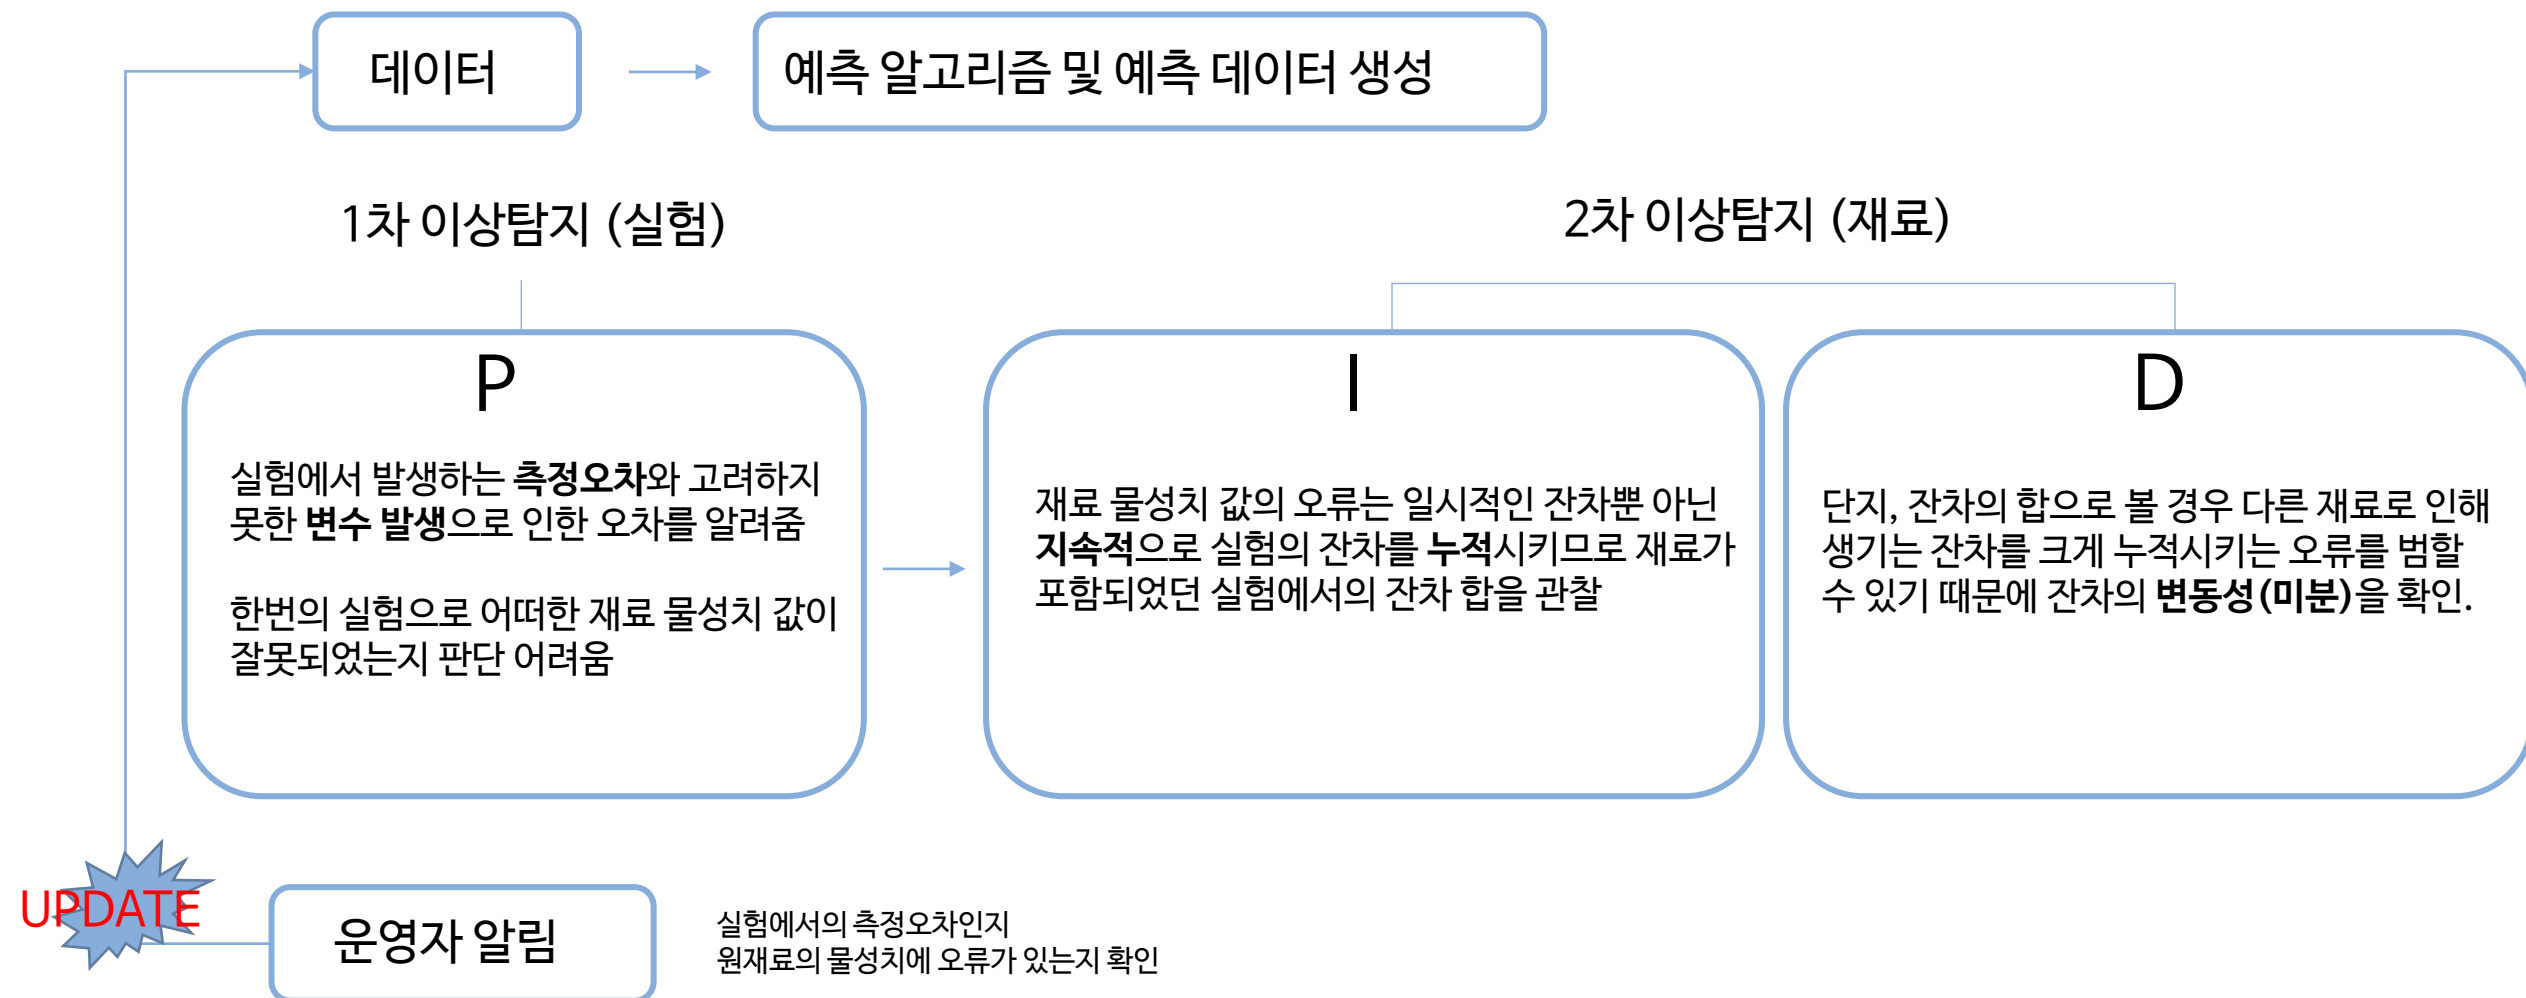 데이터
예측 알고리즘 및 예측 데이터 생성
1차 이상탐지 (실험)
2차 이상탐지 (재료)
P
실험에서 발생하는 측정오차와 고려하지
못한 변수 발생으로 인한 오차를 알려줌
한번의 실험으로 어떠한 재료 물성치 값이
잘못되었는지 판단 어려움
I
재료 물성치 값의 오류는 일시적인 잔차뿐 아닌
지속적으로 실험의 잔차를 누적시키므로 재료가
포함되었던 실험에서의 잔차 합을 관찰
D
단지, 잔차의 합으로 볼 경우 다른 재료로 인해
생기는 잔차를 크게 누적시키는 오류를 범할
수 있기 때문에 잔차의 변동성(미분)을 확인.
UPDATE
운영자 알림
실험에서의 측정오차인지
원재료의 물성치에 오류가 있는지 확인